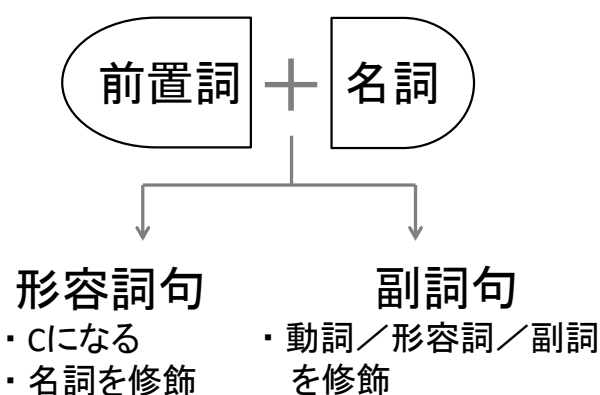 前置詞 + 名詞
形容詞句
・Cになる
・名詞を修飾
副詞句
・動詞／形容詞／副詞
を修飾